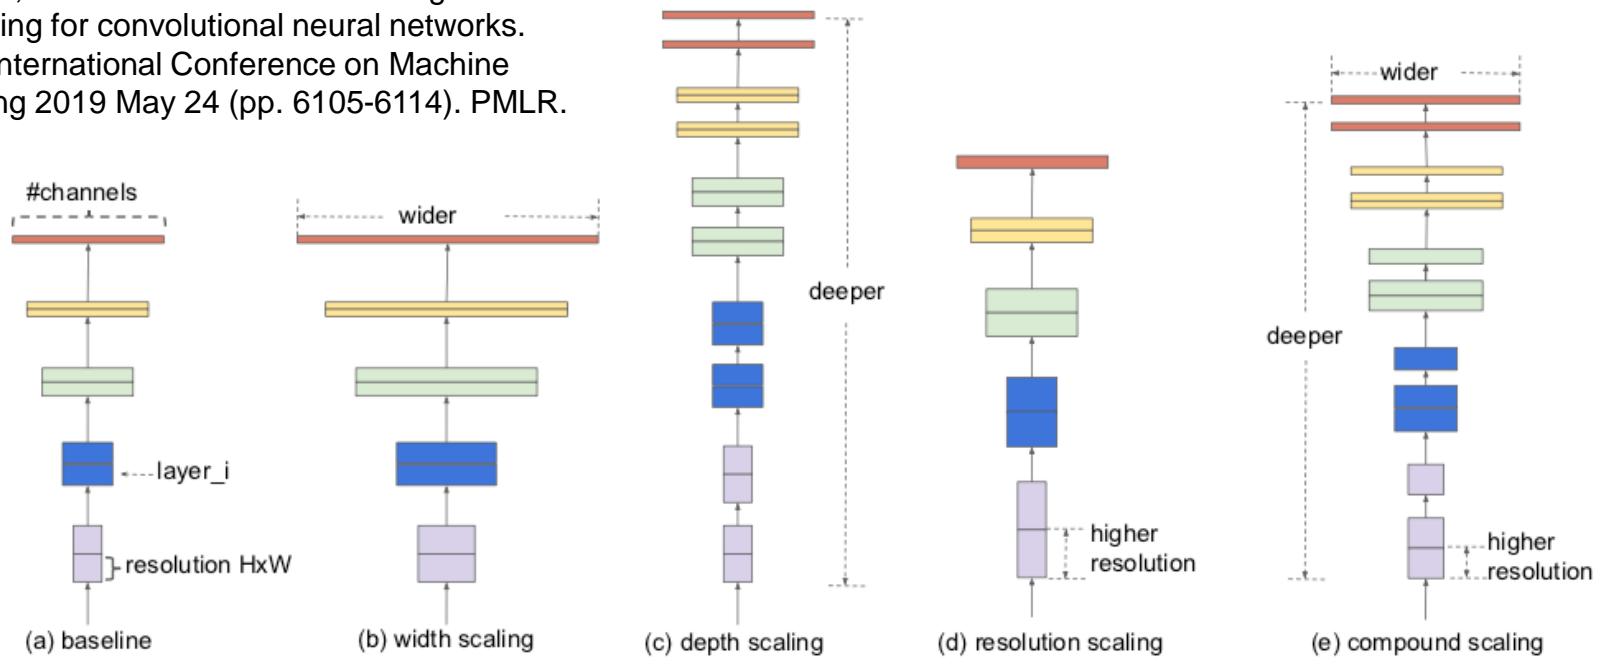 ing for convolutional neural networks.
nternational Conference on Machine
ng 2019 May 24 (pp. 6105-6114). PMLR.
#channels
layer_i
resolution HxW
(a) baseline
wider
(b) width scaling
deeper
(c) depth scaling
higher
resolution
(d) resolution scaling
wider
deeper
higher
resolution
(e) compound scaling